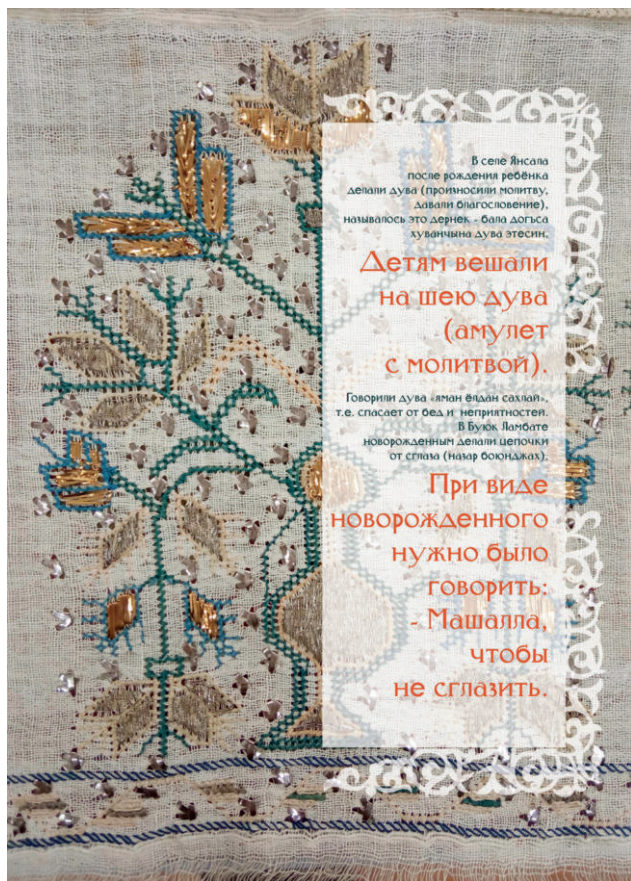 В селе Янсала
после рождения ребёнка
делали дува (произносили молитву,
давали благословение),
называлось это дернек - бала догъса
хуванчына дува этесин.
Детям вешали
на шею дува
(амулет
с молитвой).
Говорили дува «яман ёлдан сахлай»,
т.е. спасает от бед и неприятностей.
В Буюк Ламбате
новорожденным делали цепочки
от сглаза (назар боюнджах).
При виде
новорожденного
нужно было
говорить:
- Машалла,
чтобы
не сглазить.